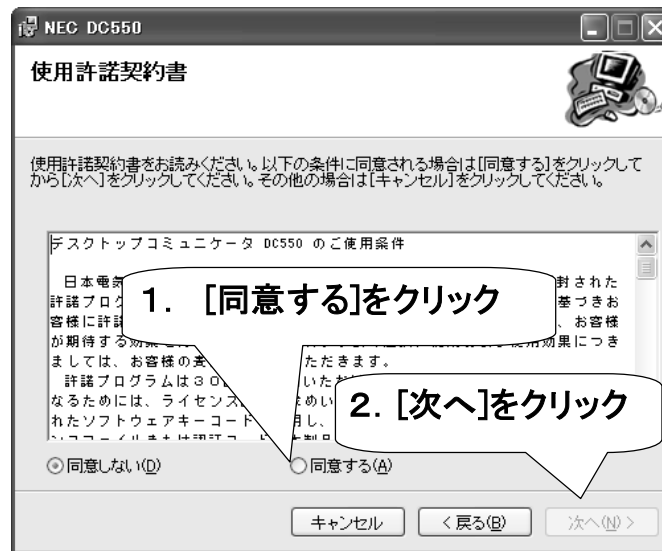 NEC DC550
使用許諾契約書
使用許諾契約書をお読みください。以下の条件に同意される場合は[同意する]をクリックして
から[次へ]をクリックしてください。その他の場合は[キャンセル]をクリックしてください。
デスクトップコミュニケータ DC550 のご使用条件
日本電気 封された
許諾プログ 基づきお
客様に許諾 、お客様
が期待する効果 使用効果につき
ましては、お客様の責 ただきます。
許諾プログラムは30 いただ
なるためには、ライセンス めい
れたソフトウェアキーコード 用し、
1. [同意する]をクリック
2. [次へ]をクリック
同意しない(D) 同意する(A)
キャンセル < 戻る(B) 次へ(N) >